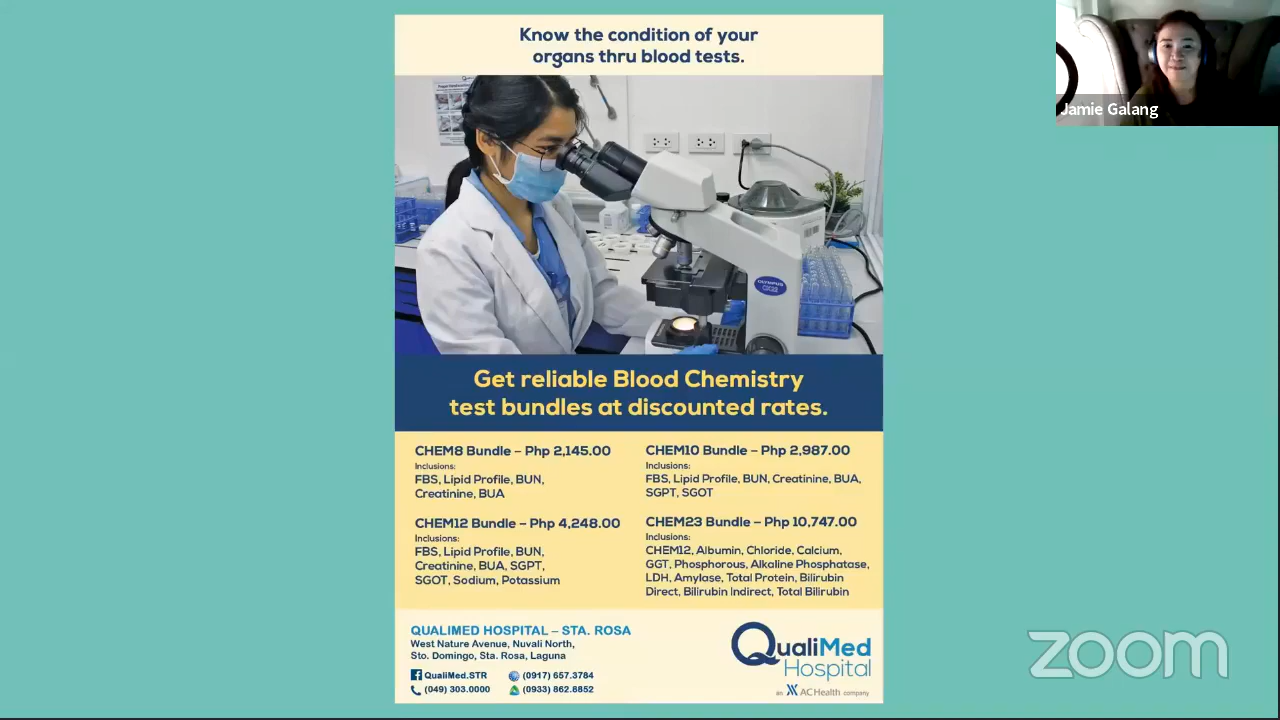 Know the condition of your
organs thru blood tests.
Jamie Galang
OLYMPUS
Get reliable Blood Chemistry
test bundles at discounted rates.
CHEM8 Bundle – Php 2,145.00
Inclusions:
FBS, Lipid Profile, BUN,
Creatinine, BUA
CHEM10 Bundle – Php 2,987.00
Inclusions:
FBS, Lipid Profile, BUN, Creatinine, BUA,
SGPT, SGOT
CHEM12 Bundle – Php 4,248.00
Inclusions:
FBS, Lipid Profile, BUN,
Creatinine, BUA, SGPT,
SGOT, Sodium, Potassium
CHEM23 Bundle – Php 10,747.00
Inclusions:
CHEM12, Albumin, Chloride, Calcium,
GGT, Phosphorous, Alkaline Phosphatase,
LDH, Amylase, Total Protein, Bilirubin
Direct, Bilirubin Indirect, Total Bilirubin
QUALIMED HOSPITAL – STA. ROSA
West Nature Avenue, Nuvali North,
Sto. Domingo, Sta. Rosa, Laguna
QualiMed.STR
(0917) 657.3784
(049) 303.0000
(0933) 862.8852
QualiMed
Hospital
an AC Health company
zoom